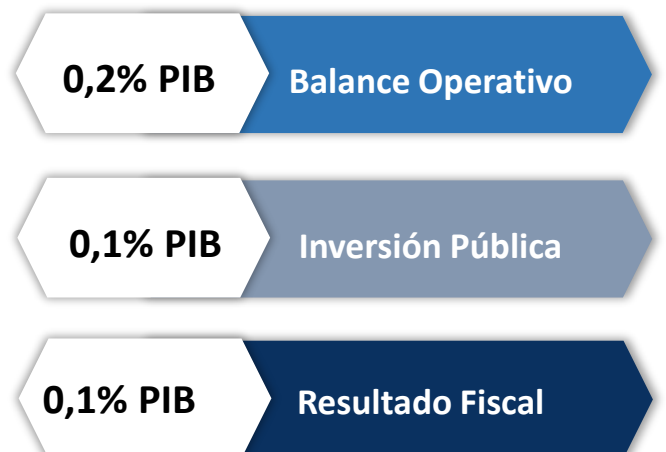 0,2% PIB Balance Operativo
0,1% PIB Inversión Pública
0,1% PIB Resultado Fiscal